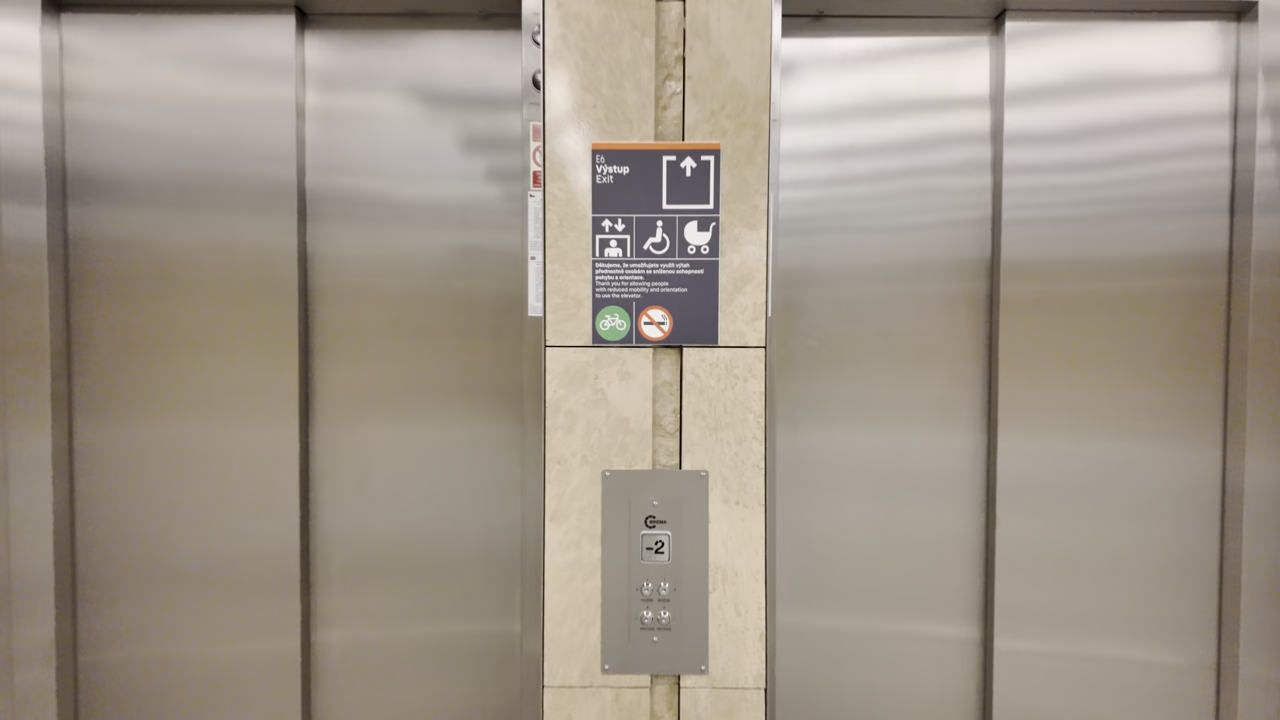 E6
Výstup
Exit
Děkujeme, že umožňujete využít výtah
přednostně osobám se sníženou schopností
pohybu a orientace.
Thank you for allowing people
with reduced mobility and orientation
to use the elevator.
-2